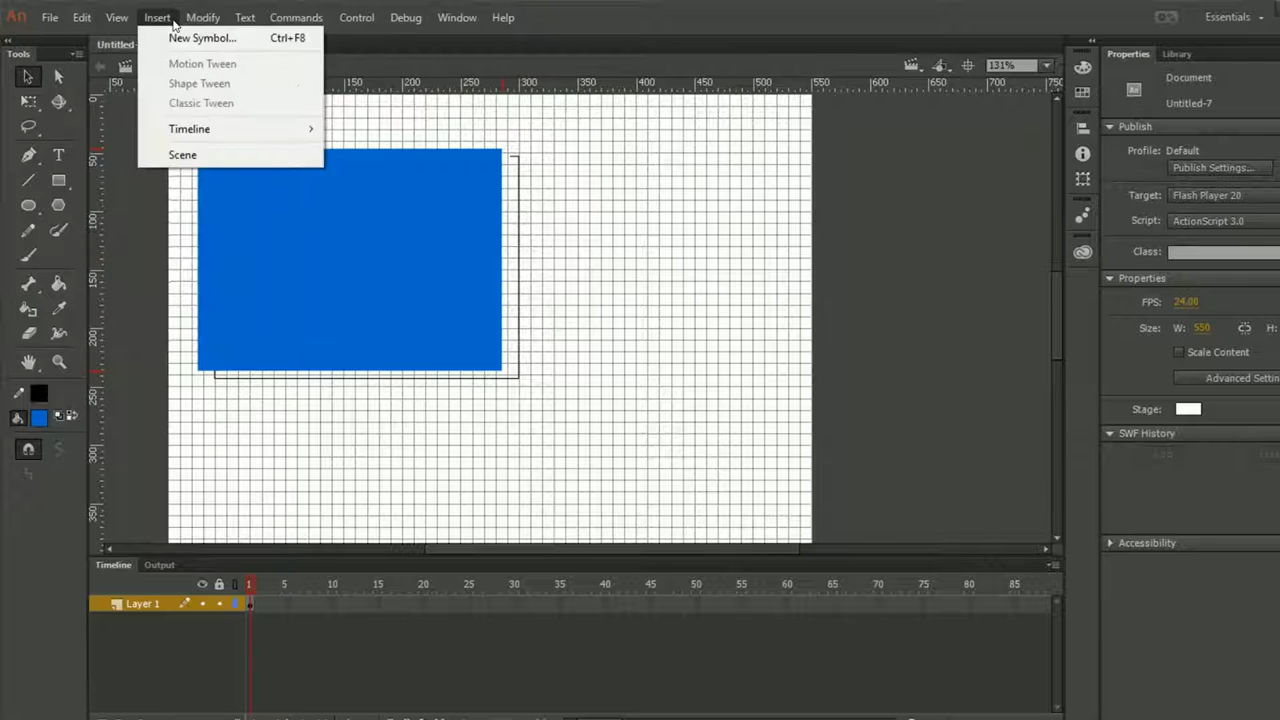 An File Edit View Insert Modify Text Commands Control Debug Window Help Essentials
Untitled-
Tools
New Symbol... Ctrl+F8
Motion Tween
Shape Tween
Classic Tween
Timeline
Scene
131%
50 150 200 250 300 350 400 450 500 550 600 650 700 75
0
50
100
150
200
250
300
350
Properties Library
Document
Untitled-7
Publish
Profile: Default
Publish Settings...
Target: Flash Player 20
Script: ActionScript 3.0
Class:
Properties
FPS: 24.00
Size: W: 550 H:
Scale Content
Advanced Settin
Stage:
SWF History
Accessibility
Timeline Output
1 5 10 15 20 25 30 35 40 45 50 55 60 65 70 75 80 85
Layer 1